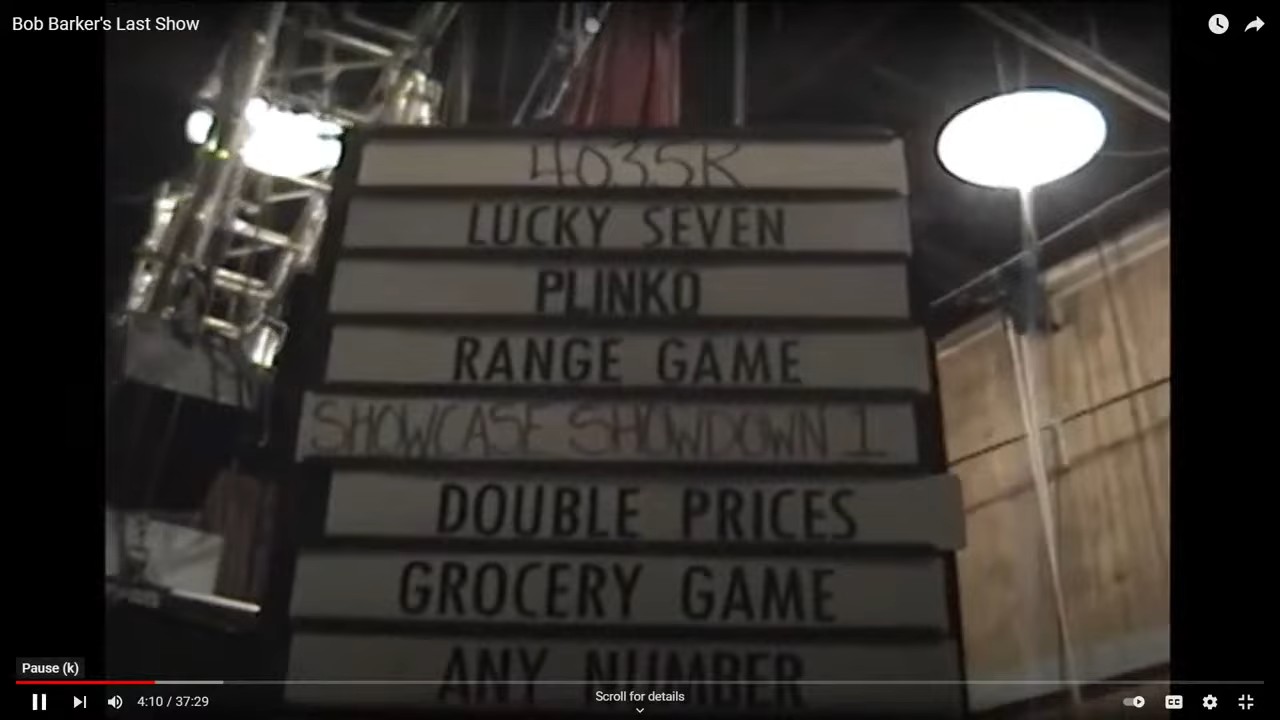 Bob Barker's Last Show
4035K
LUCKY SEVEN
PLINKO
RANGE GAME
SHOWCASE SHOWDOWN 1
DOUBLE PRICES
GROCERY GAME
ANY NUMBER
Pause (k)
4:10 / 37:29
Scroll for details
CC